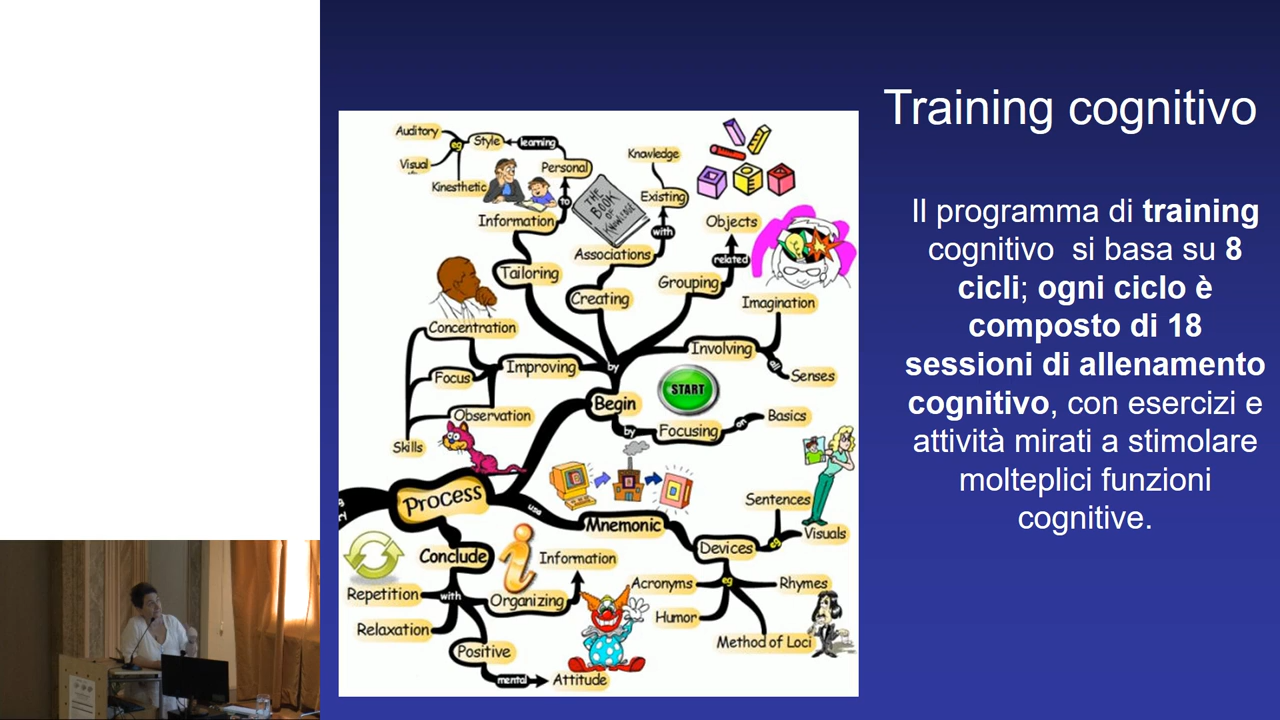 Training cognitivo
Il programma di training
cognitivo si basa su 8
cicli; ogni ciclo è
composto di 18
sessioni di allenamento
cognitivo, con esercizi e
attività mirati a stimolare
molteplici funzioni
cognitive.
Auditory
eg
Style
learning
Visual
Kinesthetic
Personal
to
Information
Tailoring
THE
BOOK
OF
KNOWLEDGE
Knowledge
Existing
with
Associations
Creating
Objects
related
Grouping
Imagination
Involving
all
Senses
Concentration
Improving
by
Focus
Observation
Skills
START
Begin
by
Focusing
on
Basics
Process
use
Mnemonic
Sentences
Visuals
Devices
eg
eg
Acronyms
Rhymes
Humor
Method of Loci
Conclude
Information
Repetition
with
Organizing
Relaxation
Positive
mental
Attitude